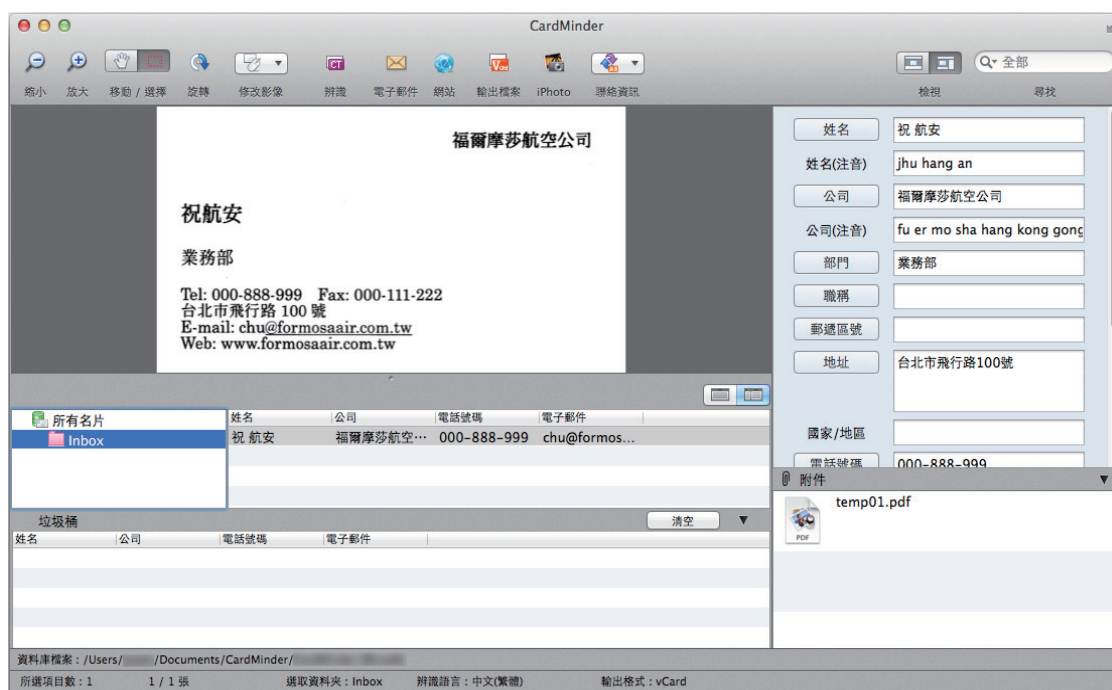 CardMinder
全部
縮小 放大 移動 / 選擇 旋轉 修改影像 辨識 電子郵件 網站 輸出檔案 iPhoto 聯絡資訊 檢視 尋找
福爾摩莎航空公司
祝航安
業務部
Tel: 000-888-999 Fax: 000-111-222
台北市飛行路 100 號
E-mail: chu@formosaair.com.tw
Web: www.formosaair.com.tw
姓名 祝 航安
姓名(注音) jhu hang an
公司 福爾摩莎航空公司
公司(注音) fu er mo sha hang kong gong
部門 業務部
職稱
郵遞區號
地址 台北市飛行路100號
國家/地區
電話號碼 000-888-999
所有名片
Inbox
姓名 公司 電話號碼 電子郵件
祝 航安 福爾摩莎航空… 000-888-999 chu@formos...
附件
temp01.pdf
PDF
垃圾桶 清空
姓名 公司 電話號碼 電子郵件
資料庫檔案 : /Users/ /Documents/CardMinder/
所選項目數 : 1 1 / 1 張 選取資料夾 : Inbox 辨識語言 : 中文(繁體) 輸出格式 : vCard